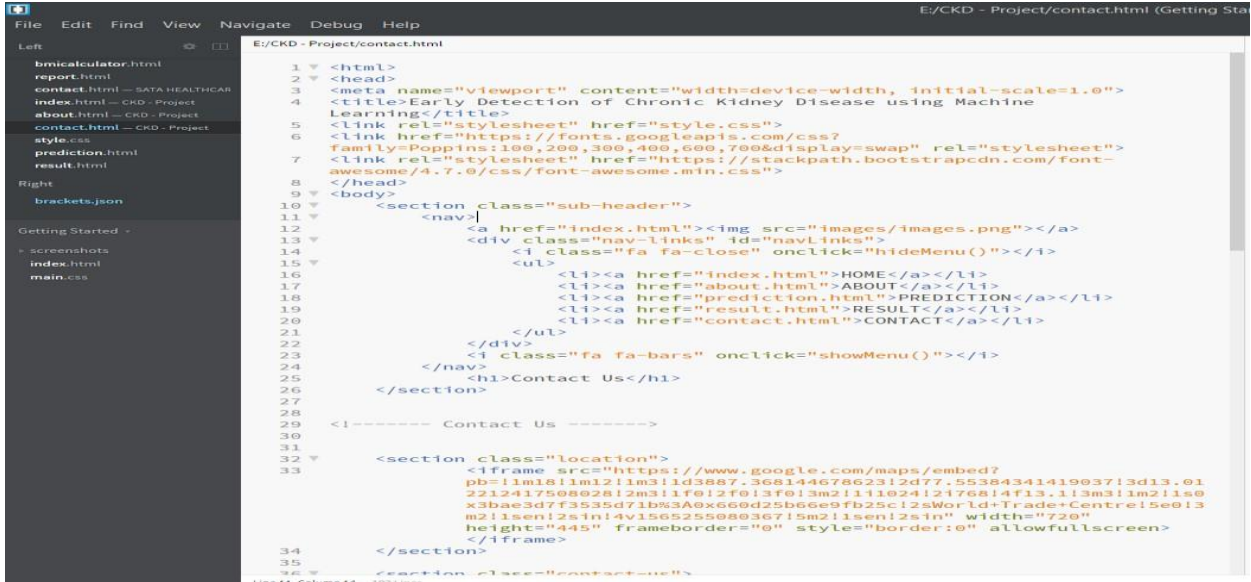 E:/CKD - Project/contact.html (Getting Sta
File Edit Find View Navigate Debug Help
Left
bmicalculator.html
report.html
contact.html — SATA HEALTHCAR
index.html — CKD - Project
about.html — CKD - Project
contact.html — CKD - Project
style.css
prediction.html
result.html
Right
brackets.json
Getting Started
screenshots
index.html
main.css
E:/CKD - Project/contact.html
1 <html>
2 <head>
3 <meta name="viewport" content="width=device-width, initial-scale=1.0">
4 <title>Early Detection of Chronic Kidney Disease using Machine
Learning</title>
5 <link rel="stylesheet" href="style.css">
6 <link href="https://fonts.googleapis.com/css?
family=Poppins:100,200,300,400,600,700&display=swap" rel="stylesheet">
7 <link rel="stylesheet" href="https://stackpath.bootstrapcdn.com/font-
awesome/4.7.0/css/font-awesome.min.css">
8 </head>
9 <body>
10 <section class="sub-header">
11 <nav>
12 <a href="index.html"><img src="images/images.png"></a>
13 <div class="nav-links" id="navLinks">
14 <i class="fa fa-close" onclick="hideMenu()"></i>
15 <ul>
16 <li><a href="index.html">HOME</a></li>
17 <li><a href="about.html">ABOUT</a></li>
18 <li><a href="prediction.html">PREDICTION</a></li>
19 <li><a href="result.html">RESULT</a></li>
20 <li><a href="contact.html">CONTACT</a></li>
21 </ul>
22 </div>
23 <i class="fa fa-bars" onclick="showMenu()"></i>
24 </nav>
25 <h1>Contact Us</h1>
26 </section>
27
28
29 <!------- Contact Us ------->
30
31
32 <section class="location">
33 <iframe src="https://www.google.com/maps/embed?
pb=!1m18!1m12!1m3!1d3887.368144678623!2d77.55384341419037!3d13.01
2212417508028!2m3!1f0!2f0!3f0!3m2!1i1024!2i768!4f13.1!3m3!1m2!1s0
x3bae3d7f3535d71b%3A0x660d25b66e9fb25c!2sWorld+Trade+Centre!5e0!3
m2!1sen!2sin!4v1565255080367!5m2!1sen!2sin" width="720"
height="445" frameborder="0" style="border:0" allowfullscreen>
</iframe>
34 </section>
35
36 <section class="contact-us">